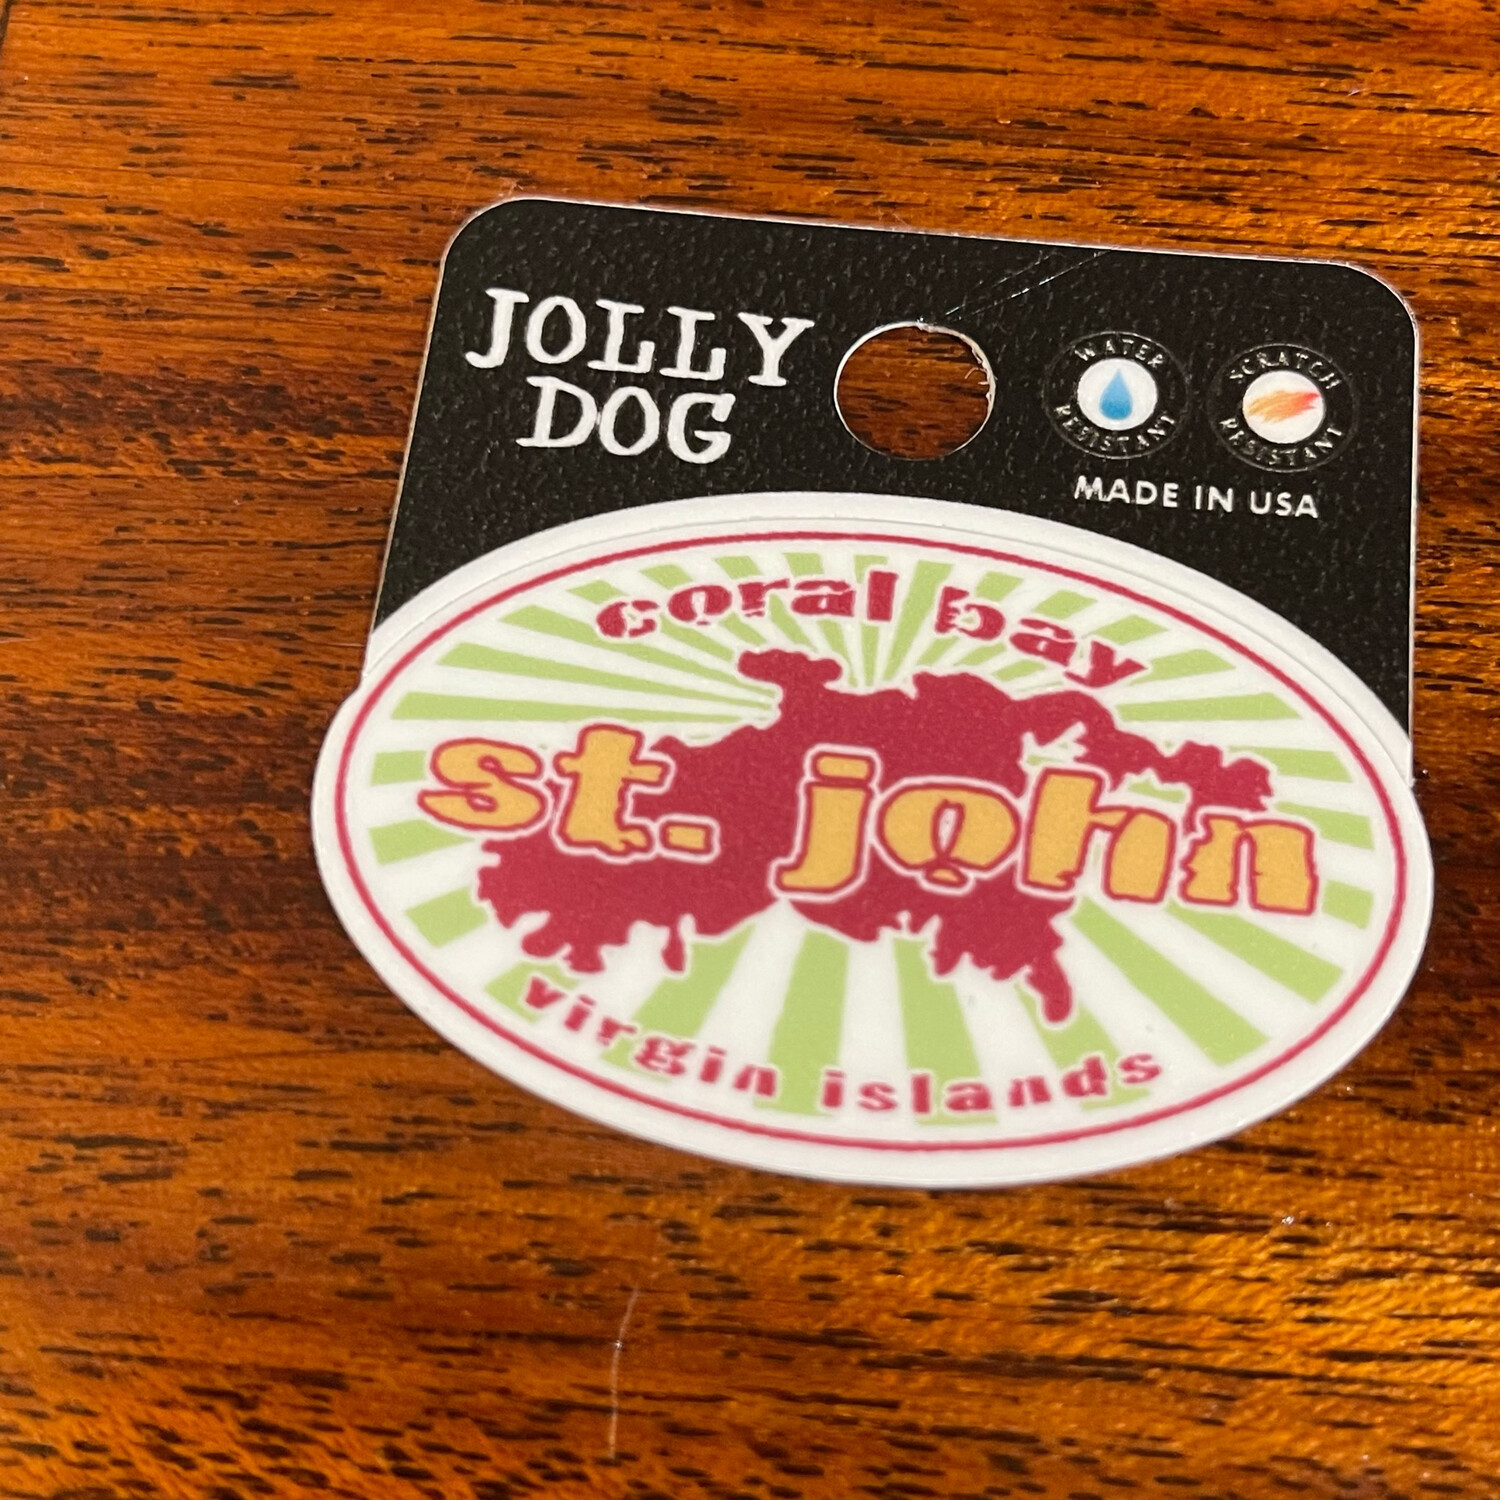 JOLLY
DOG
WATER
RESISTANT
SCRATCH
RESISTANT
MADE IN USA
coral bay
st. john
virgin islands